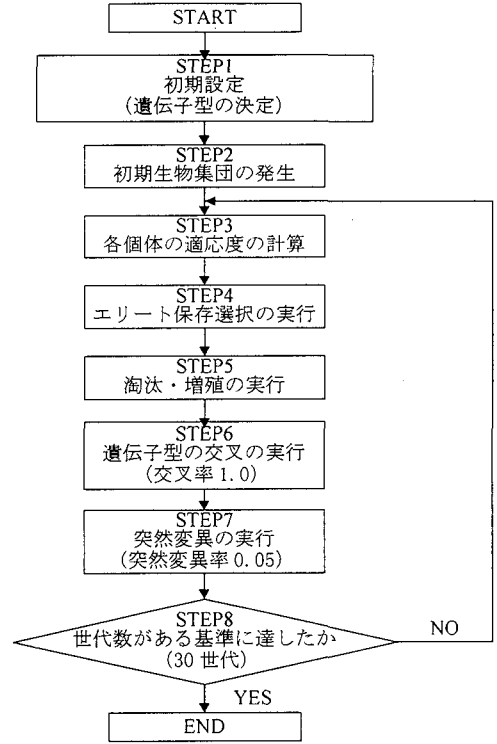 START
STEP1
初期設定
(遺伝子型の決定)
STEP2
初期生物集団の発生
STEP3
各個体の適応度の計算
STEP4
エリート保存選択の実行
STEP5
淘汰・増殖の実行
STEP6
遺伝子型の交叉の実行
(交叉率1.0)
STEP7
突然変異の実行
(突然変異率0.05)
STEP8
世代数がある基準に達したか
(30世代)
NO
YES
END